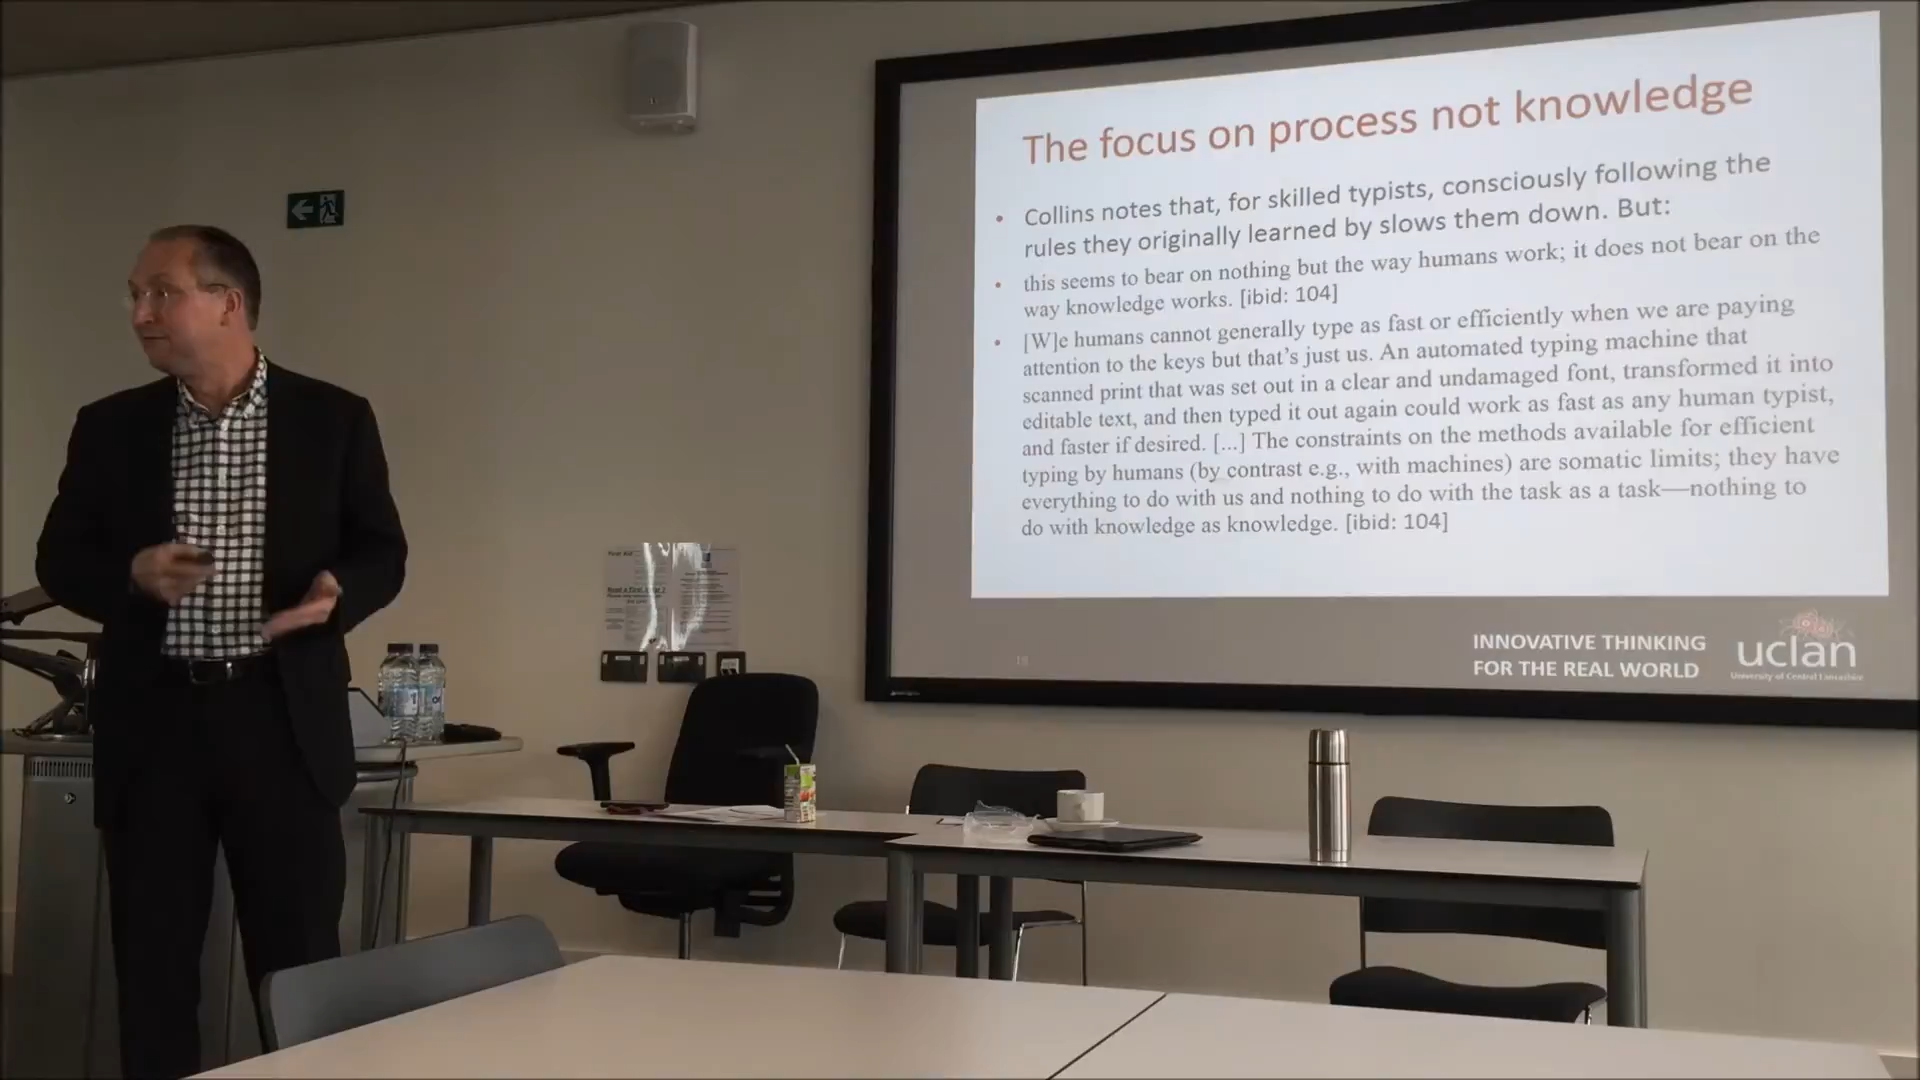 The focus on process not knowledge
• Collins notes that, for skilled typists, consciously following the
rules they originally learned by slows them down. But:
• this seems to bear on nothing but the way humans work; it does not bear on the
way knowledge works. [ibid: 104]
• [W]e humans cannot generally type as fast or efficiently when we are paying
attention to the keys but that’s just us. An automated typing machine that
scanned print that was set out in a clear and undamaged font, transformed it into
editable text, and then typed it out again could work as fast as any human typist,
and faster if desired. [...] The constraints on the methods available for efficient
typing by humans (by contrast e.g., with machines) are somatic limits; they have
everything to do with us and nothing to do with the task as a task—nothing to
do with knowledge as knowledge. [ibid: 104]
INNOVATIVE THINKING
FOR THE REAL WORLD
uclan
University of Central Lancashire
First Aid